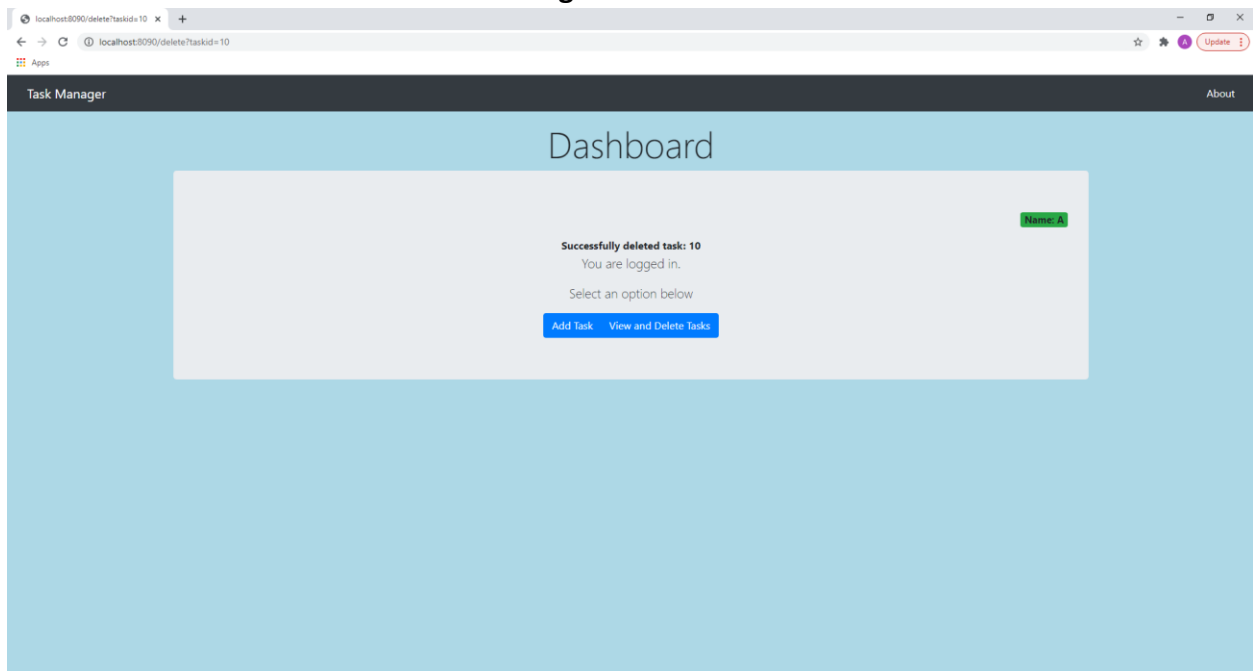 localhost:8090/delete?taskid=10
localhost:8090/delete?taskid=10
A
Update
Apps
Task Manager
About
Dashboard
Name: A
Successfully deleted task: 10
You are logged in.
Select an option below
Add Task View and Delete Tasks